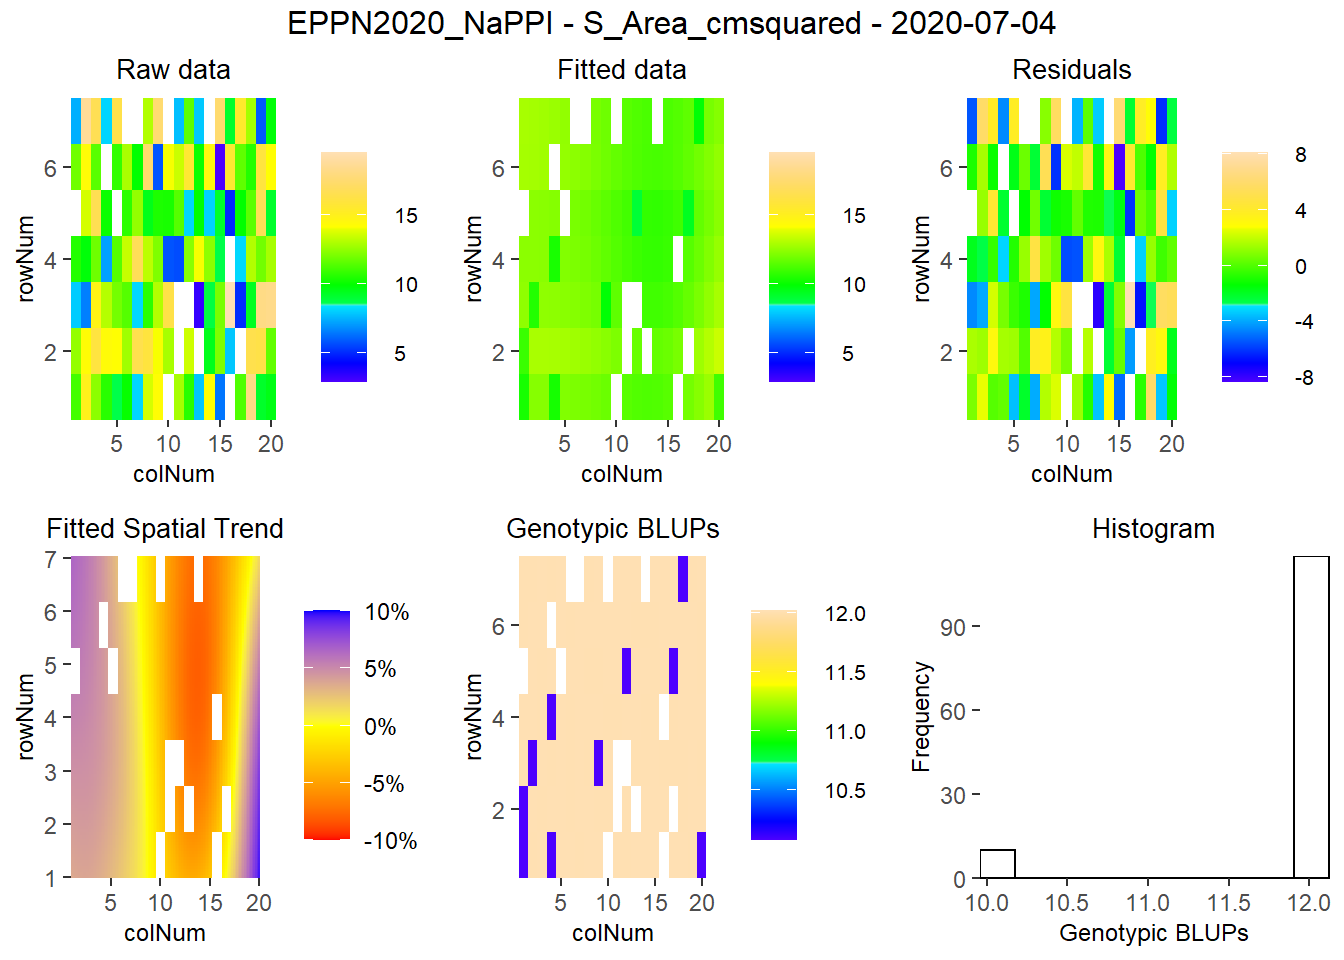 EPPN2020_NaPPI - S_Area_cmsquared - 2020-07-04
Raw data
rowNum
6
4
2
5 10 15 20
colNum
15
10
5
Fitted data
rowNum
6
4
2
5 10 15 20
colNum
15
10
5
Residuals
rowNum
6
4
2
5 10 15 20
colNum
8
4
0
-4
-8
Fitted Spatial Trend
rowNum
7
6
5
4
3
2
1
5 10 15 20
colNum
10%
5%
0%
-5%
-10%
Genotypic BLUPs
rowNum
6
4
2
5 10 15 20
colNum
12.0
11.5
11.0
10.5
Histogram
Frequency
90
60
30
0
10.0 10.5 11.0 11.5 12.0
Genotypic BLUPs